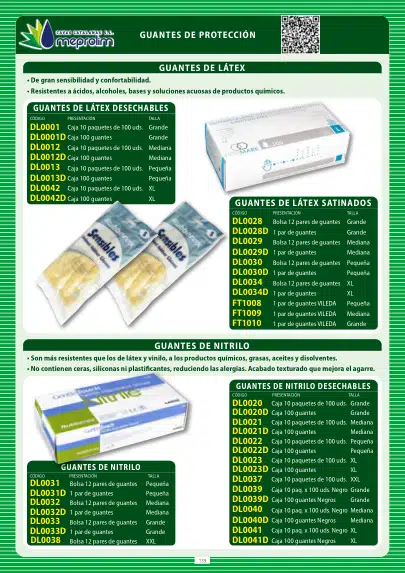 CAPAS CATALANAS S.L.
meprolim
GUANTES DE PROTECCIÓN
GUANTES DE LÁTEX
• De gran sensibilidad y confortabilidad.
• Resistentes a ácidos, alcoholes, bases y soluciones acuosas de productos químicos.
GUANTES DE LÁTEX DESECHABLES
CÓDIGO PRESENTACIÓN TALLA
DL0001 Caja 10 paquetes de 100 uds. Grande
DL0001D Caja 100 guantes Grande
DL0012 Caja 10 paquetes de 100 uds. Mediana
DL0012D Caja 100 guantes Mediana
DL0013 Caja 10 paquetes de 100 uds. Pequeña
DL0013D Caja 100 guantes Pequeña
DL0042 Caja 10 paquetes de 100 uds. XL
DL0042D Caja 100 guantes XL
MABE
L
Sensibles
Sensibles
GUANTES DE LÁTEX SATINADOS
CÓDIGO PRESENTACIÓN TALLA
DL0028 Bolsa 12 pares de guantes Grande
DL0028D 1 par de guantes Grande
DL0029 Bolsa 12 pares de guantes Mediana
DL0029D 1 par de guantes Mediana
DL0030 Bolsa 12 pares de guantes Pequeña
DL0030D 1 par de guantes Pequeña
DL0034 Bolsa 12 pares de guantes XL
DL0034D 1 par de guantes XL
FT1008 1 par de guantes VILEDA Pequeña
FT1009 1 par de guantes VILEDA Mediana
FT1010 1 par de guantes VILEDA Grande
GUANTES DE NITRILO
• Son más resistentes que los de látex y vinilo, a los productos químicos, grasas, aceites y disolventes.
• No contienen ceras, siliconas ni plastificantes, reduciendo las alergias. Acabado texturado que mejora el agarre.
GUANTES DE NITRILO
CÓDIGO PRESENTACIÓN TALLA
DL0031 Bolsa 12 pares de guantes Pequeña
DL0031D 1 par de guantes Pequeña
DL0032 Bolsa 12 pares de guantes Mediana
DL0032D 1 par de guantes Mediana
DL0033 Bolsa 12 pares de guantes Grande
DL0033D 1 par de guantes Grande
DL0038 Bolsa 12 pares de guantes XXL
GUANTES DE NITRILO DESECHABLES
CÓDIGO PRESENTACIÓN TALLA
DL0020 Caja 10 paquetes de 100 uds. Grande
DL0020D Caja 100 guantes Grande
DL0021 Caja 10 paquetes de 100 uds. Mediana
DL0021D Caja 100 guantes Mediana
DL0022 Caja 10 paquetes de 100 uds. Pequeña
DL0022D Caja 100 guantes Pequeña
DL0023 Caja 10 paquetes de 100 uds. XL
DL0023D Caja 100 guantes XL
DL0037 Caja 10 paquetes de 100 uds. XXL
DL0039 Caja 10 paq. x 100 uds. Negro Grande
DL0039D Caja 100 guantes Negros Grande
DL0040 Caja 10 paq. x 100 uds. Negro Mediana
DL0040D Caja 100 guantes Negros Mediana
DL0041 Caja 10 paq. x 100 uds. Negro XL
DL0041D Caja 100 guantes Negros XL